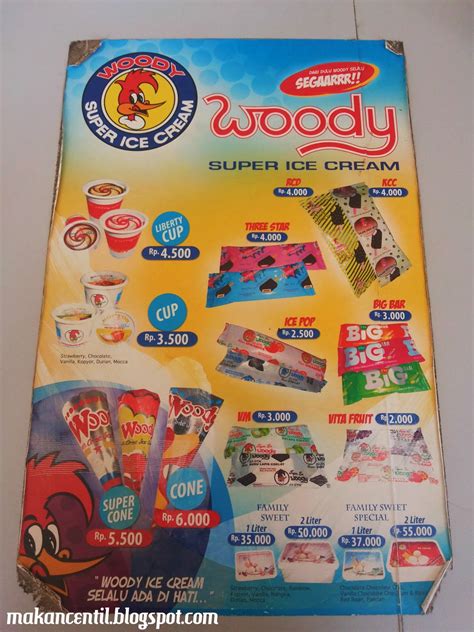 WOODY
SUPER ICE CREAM
DARI DULU WOODY SELALU
SEGAARRR!!
Woody
SUPER ICE CREAM
RCD
Rp. 4.000
KCC
Rp. 4.000
LIBERTY
CUP
Rp. 4.500
THREE STAR
Rp. 4.000
CUP
Rp. 3.500
Strawberry, Chocolate,
Vanilla, Kopyor, Durian, Mocca
ICE POP
Rp. 2.500
BIG BAR
Rp. 3.000
BiG
BiG
BiG
VM
Rp. 3.000
VITA FRUIT
Rp. 2.000
Woody
Woody
Woody
SUPER
CONE
Rp. 5.500
CONE
Rp. 6.000
FAMILY
SWEET
1 Liter
Rp. 35.000
2 Liter
Rp. 50.000
FAMILY SWEET
SPECIAL
1 Liter
Rp. 37.000
2 Liter
Rp. 55.000
" WOODY ICE CREAM
SELALU ADA DI HATI... "
makancentil.blogspot.com